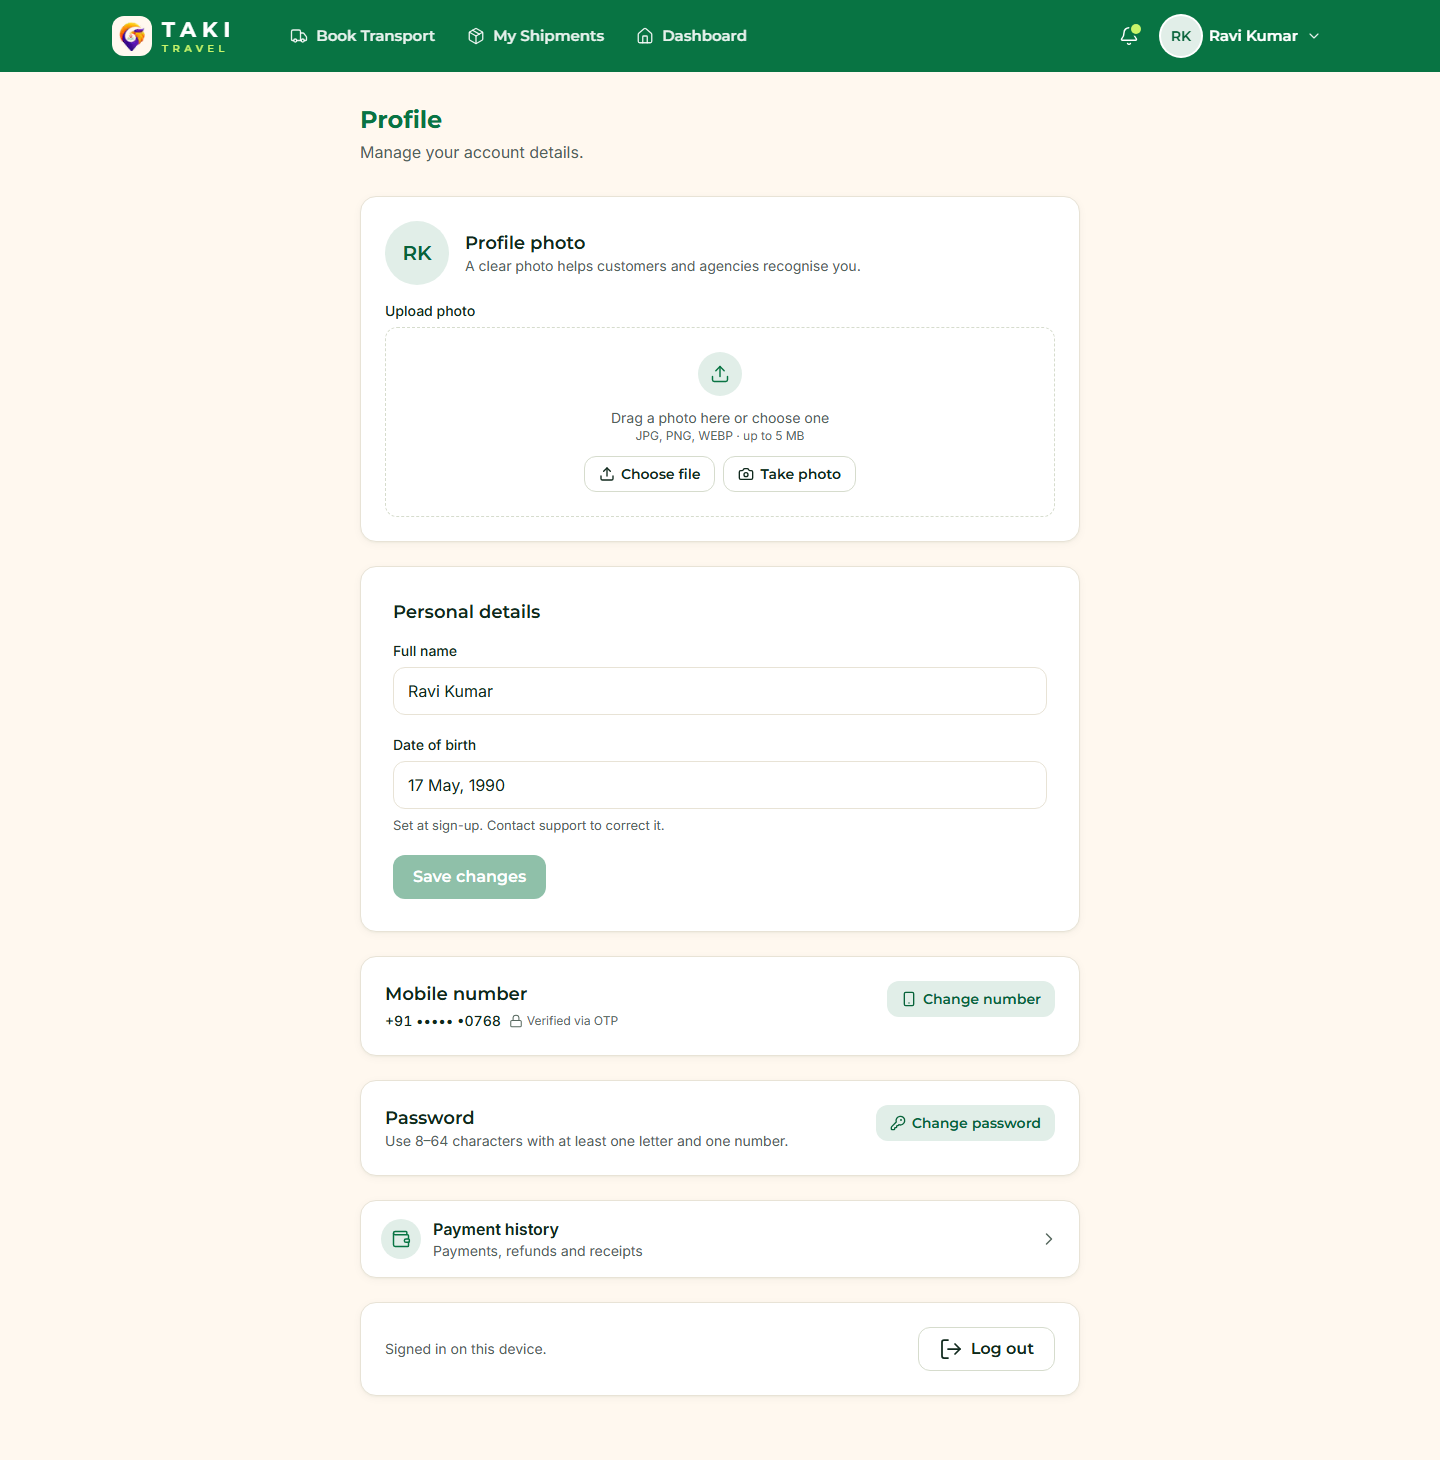 TAKI
TRAVEL
Book Transport
My Shipments
Dashboard
RK
Ravi Kumar
Profile
Manage your account details.
RK
Profile photo
A clear photo helps customers and agencies recognise you.
Upload photo
Drag a photo here or choose one
JPG, PNG, WEBP · up to 5 MB
Choose file
Take photo
Personal details
Full name
Ravi Kumar
Date of birth
17 May, 1990
Set at sign-up. Contact support to correct it.
Save changes
Mobile number
+91 ••••• •0768
Verified via OTP
Change number
Password
Use 8–64 characters with at least one letter and one number.
Change password
Payment history
Payments, refunds and receipts
Signed in on this device.
Log out